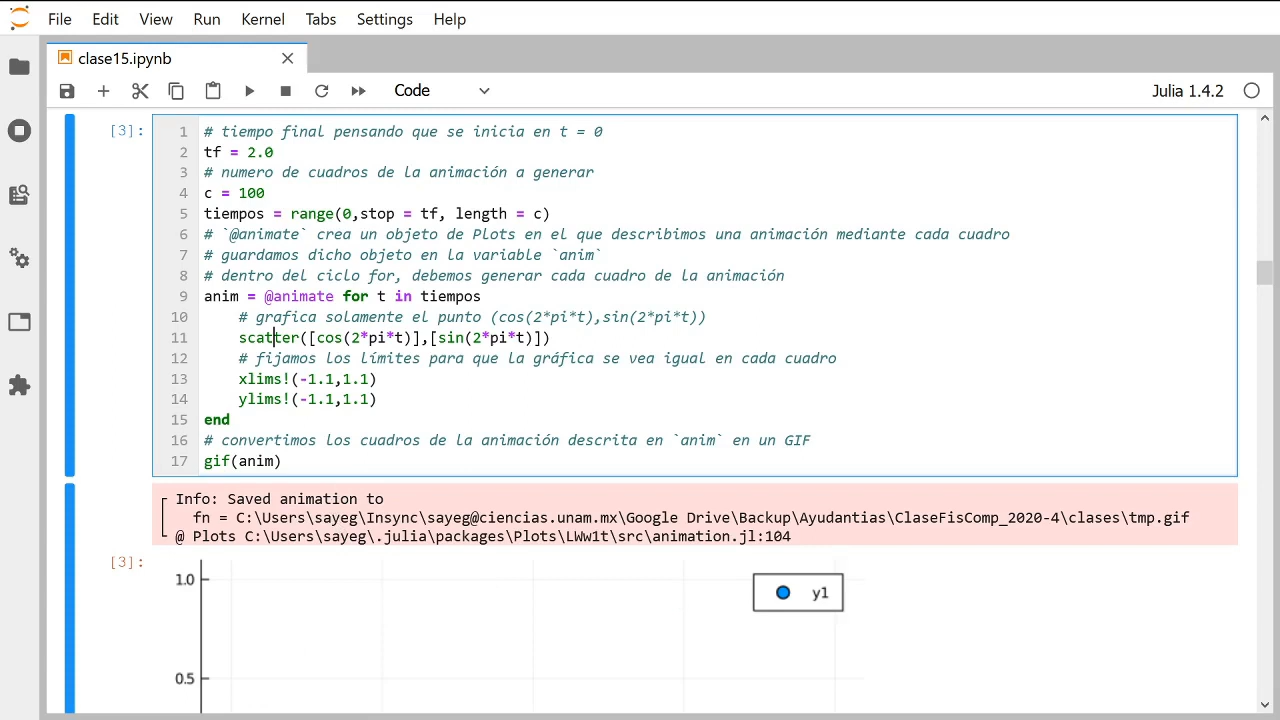 File Edit View Run Kernel Tabs Settings Help
clase15.ipynb
Code
Julia 1.4.2
[3]:
1 # tiempo final pensando que se inicia en t = 0
2 tf = 2.0
3 # numero de cuadros de la animación a generar
4 c = 100
5 tiempos = range(0,stop = tf, length = c)
6 # `@animate` crea un objeto de Plots en el que describimos una animación mediante cada cuadro
7 # guardamos dicho objeto en la variable `anim`
8 # dentro del ciclo for, debemos generar cada cuadro de la animación
9 anim = @animate for t in tiempos
10 # grafica solamente el punto (cos(2*pi*t),sin(2*pi*t))
11 scatter([cos(2*pi*t)],[sin(2*pi*t)])
12 # fijamos los límites para que la gráfica se vea igual en cada cuadro
13 xlims!(-1.1,1.1)
14 ylims!(-1.1,1.1)
15 end
16 # convertimos los cuadros de la animación descrita en `anim` en un GIF
17 gif(anim)
Info: Saved animation to
fn = C:\Users\sayeg\Insync\sayeg@ciencias.unam.mx\Google Drive\Backup\Ayudantias\ClaseFisComp_2020-4\clases\tmp.gif
@ Plots C:\Users\sayeg\.julia\packages\Plots\LWw1t\src\animation.jl:104
[3]:
1.0
y1
0.5